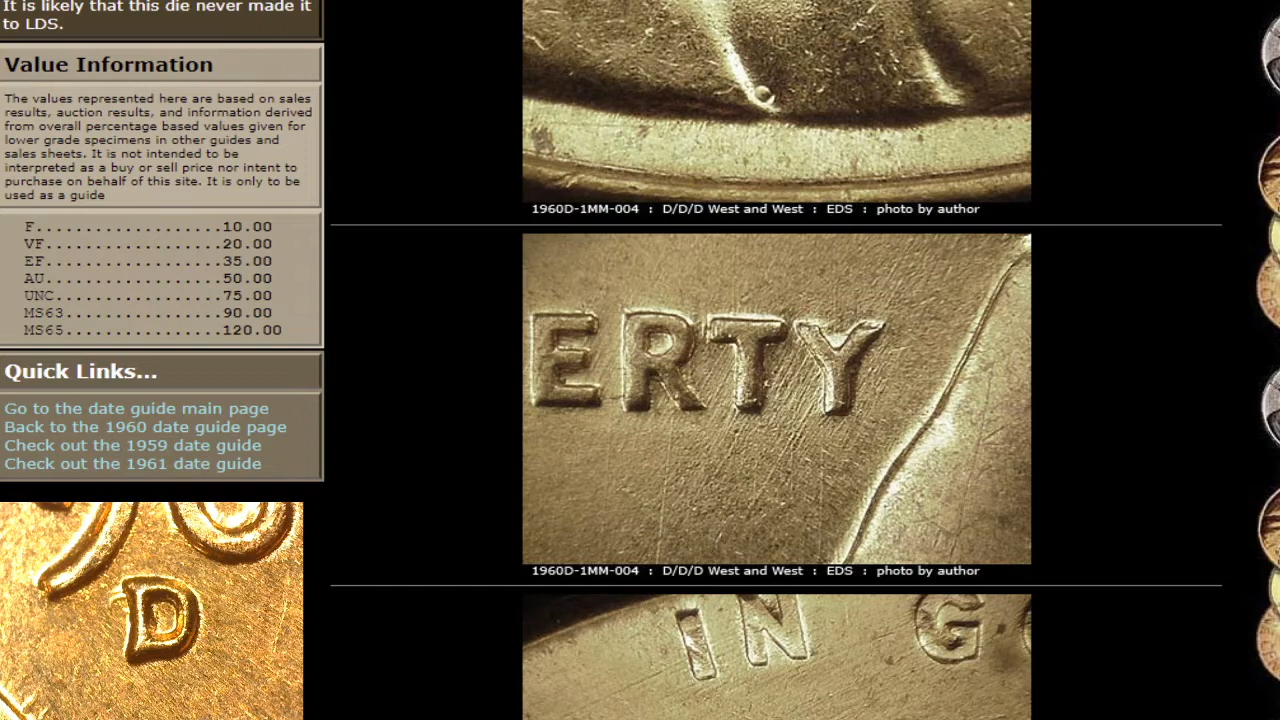 It is likely that this die never made it
to LDS.
Value Information
The values represented here are based on sales
results, auction results, and information derived
from overall percentage based values given for
lower grade specimens in other guides and
sales sheets. It is not intended to be
interpreted as a buy or sell price nor intent to
purchase on behalf of this site. It is only to be
used as a guide
F...................10.00
VF..................20.00
EF..................35.00
AU..................50.00
UNC.................75.00
MS63................90.00
MS65................120.00
Quick Links...
Go to the date guide main page
Back to the 1960 date guide page
Check out the 1959 date guide
Check out the 1961 date guide
D
1960D-1MM-004 : D/D/D West and West : EDS : photo by author
ERTY
1960D-1MM-004 : D/D/D West and West : EDS : photo by author
IN G